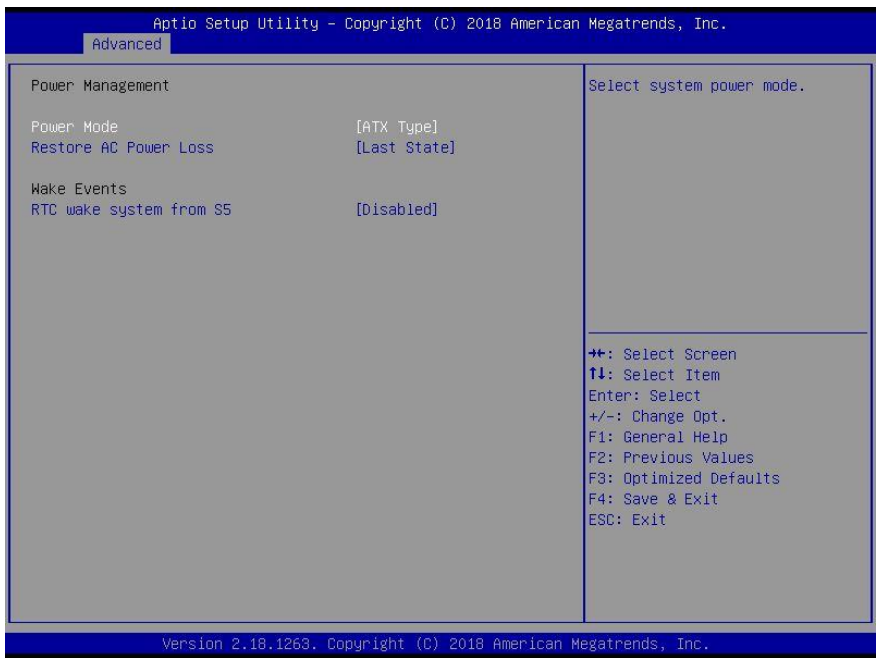 Aptio Setup Utility – Copyright (C) 2018 American Megatrends, Inc.
Advanced
Power Management
Power Mode [ATX Type]
Restore AC Power Loss [Last State]
Wake Events
RTC wake system from S5 [Disabled]
Select system power mode.
→←: Select Screen
↑↓: Select Item
Enter: Select
+/-: Change Opt.
F1: General Help
F2: Previous Values
F3: Optimized Defaults
F4: Save & Exit
ESC: Exit
Version 2.18.1263. Copyright (C) 2018 American Megatrends, Inc.